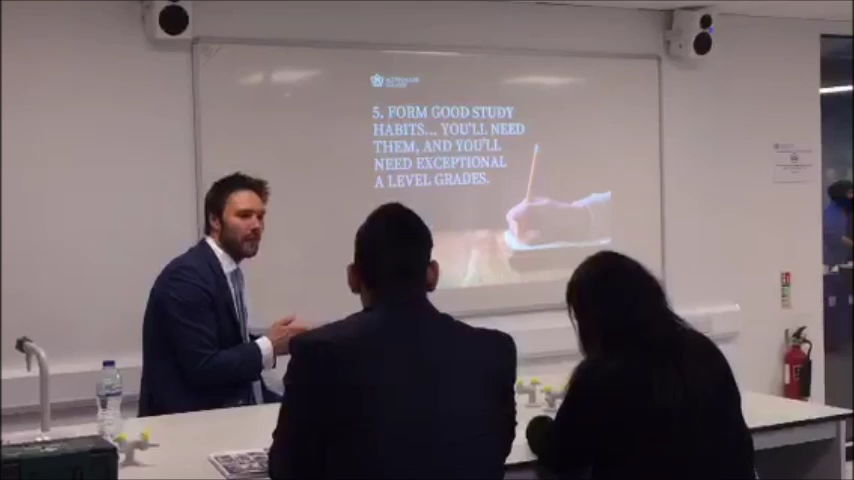 5. FORM GOOD STUDY
HABITS... YOU'LL NEED
THEM, AND YOU'LL
NEED EXCEPTIONAL
A LEVEL GRADES.